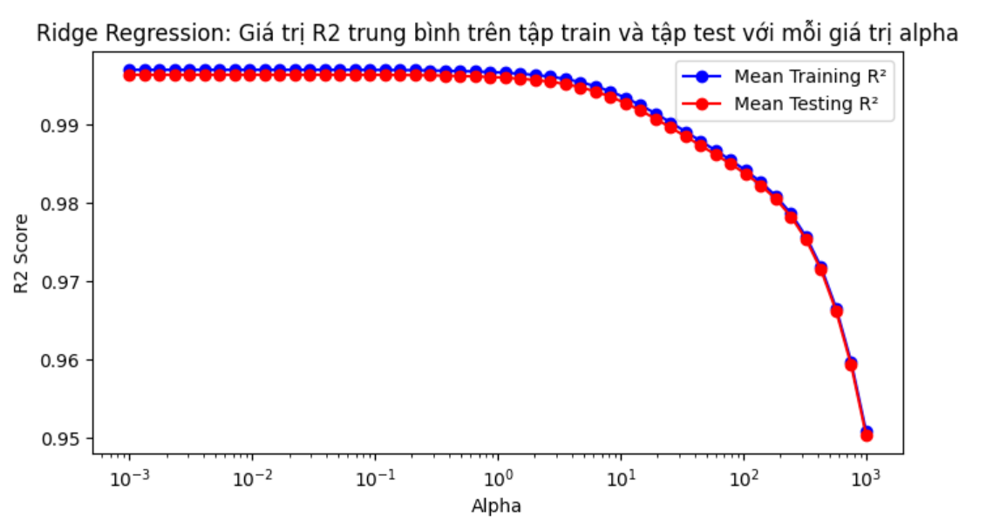 Ridge Regression: Giá trị R2 trung bình trên tập train và tập test với mỗi giá trị alpha
Mean Training R²
Mean Testing R²
R2 Score
0.99
0.98
0.97
0.96
0.95
10⁻³ 10⁻² 10⁻¹ 10⁰ 10¹ 10² 10³
Alpha